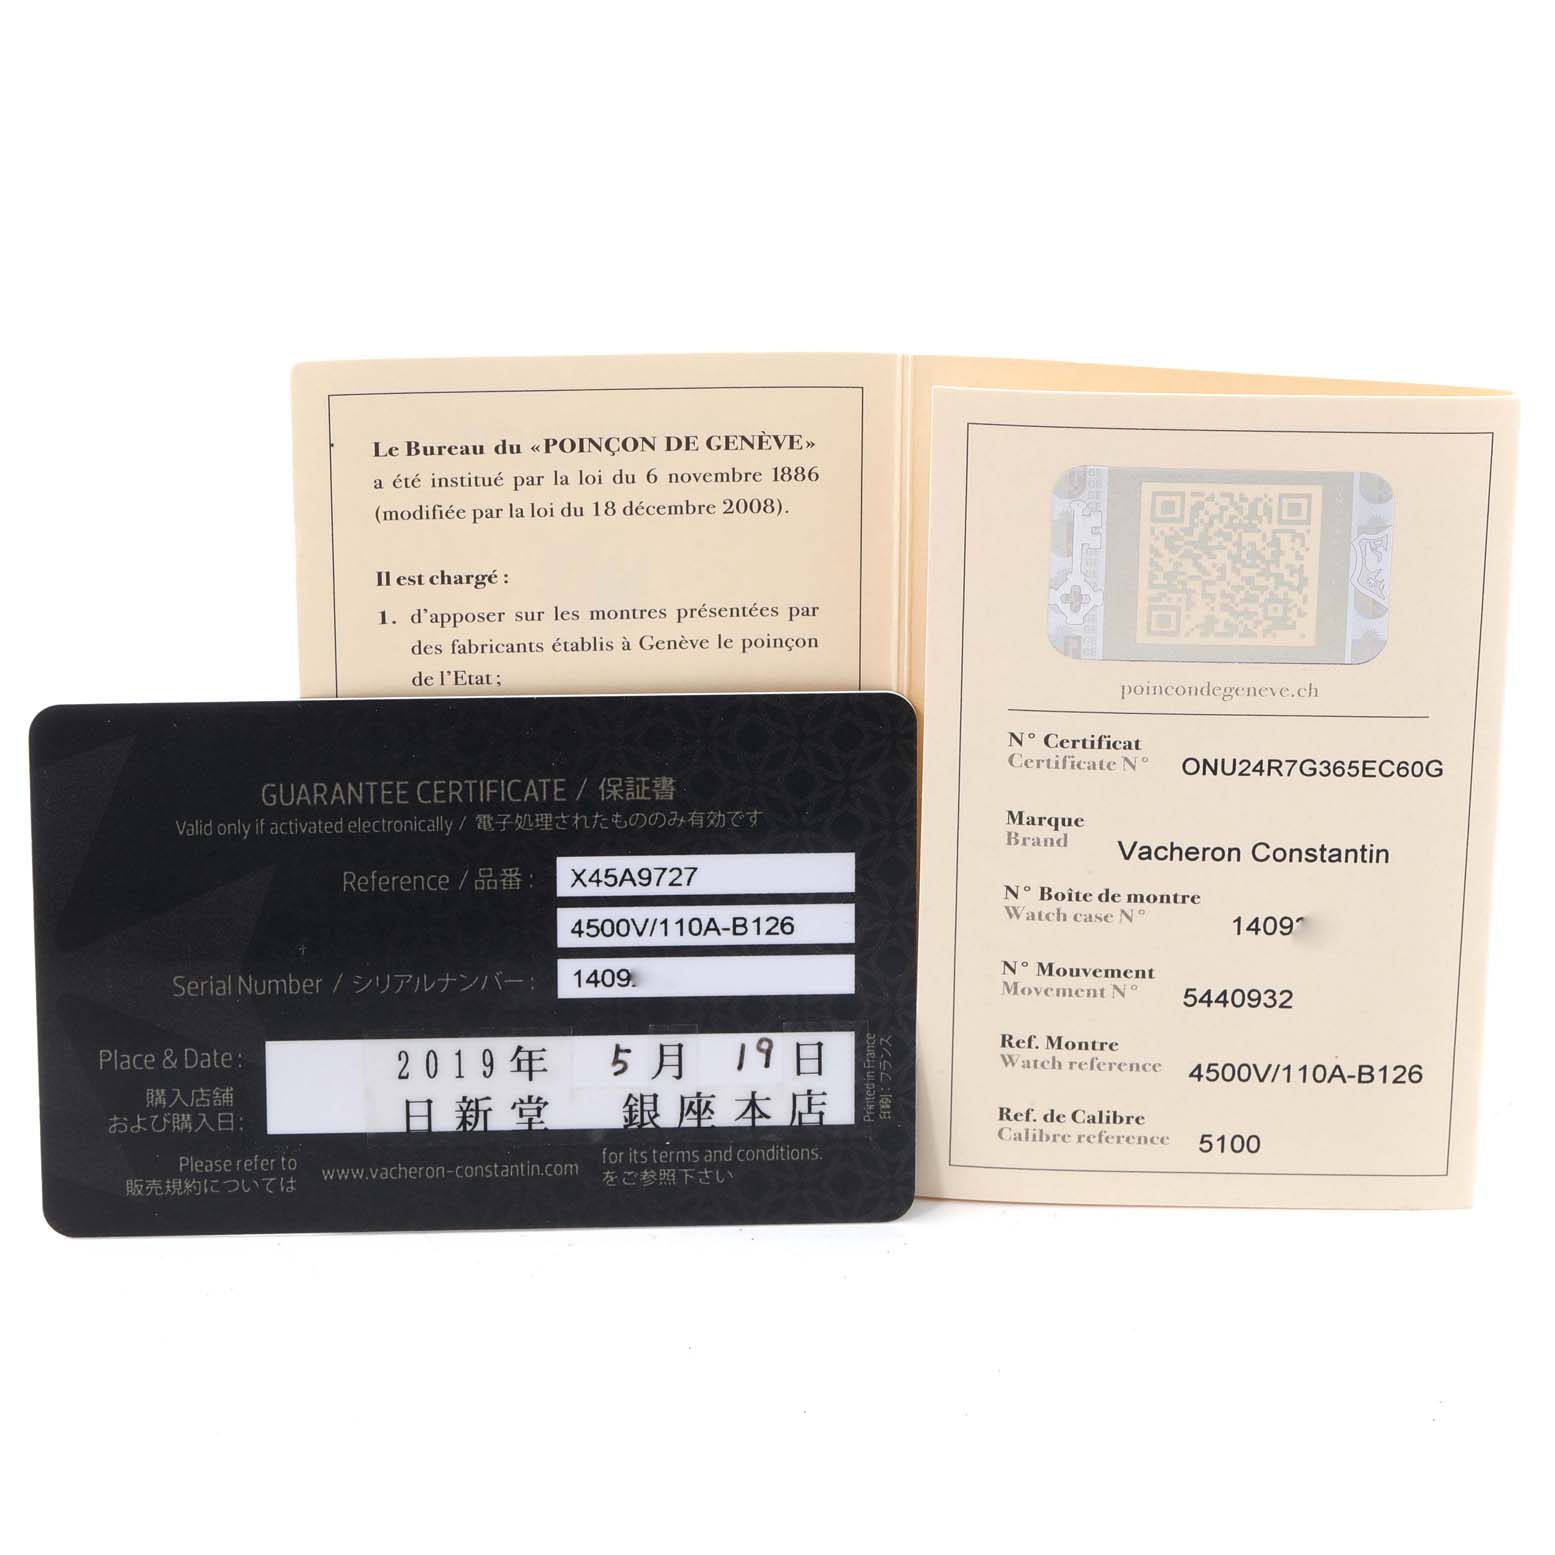 Le Bureau du «POINÇON DE GENÈVE»
a été institué par la loi du 6 novembre 1886
(modifiée par la loi du 18 décembre 2008).
Il est chargé :
1. d'apposer sur les montres présentées par
des fabricants établis à Genève le poinçon
de l'Etat ;
poincondegeneve.ch
N° Certificat
Certificate N° ONU24R7G365EC60G
Marque
Brand Vacheron Constantin
N° Boîte de montre
Watch case N° 1409
N° Mouvement
Movement N° 5440932
Ref. Montre
Watch reference 4500V/110A-B126
Ref. de Calibre
Calibre reference 5100
GUARANTEE CERTIFICATE / 保証書
Valid only if activated electronically / 電子処理されたもののみ有効です
Reference / 品番 : X45A9727
4500V/110A-B126
Serial Number / シリアルナンバー : 1409
Place & Date :
購入店舗
および購入日:
2019年 5月 19日
日新堂 銀座本店
Printed in France
印刷 : フランス
Please refer to www.vacheron-constantin.com for its terms and conditions.
販売規約については をご参照下さい